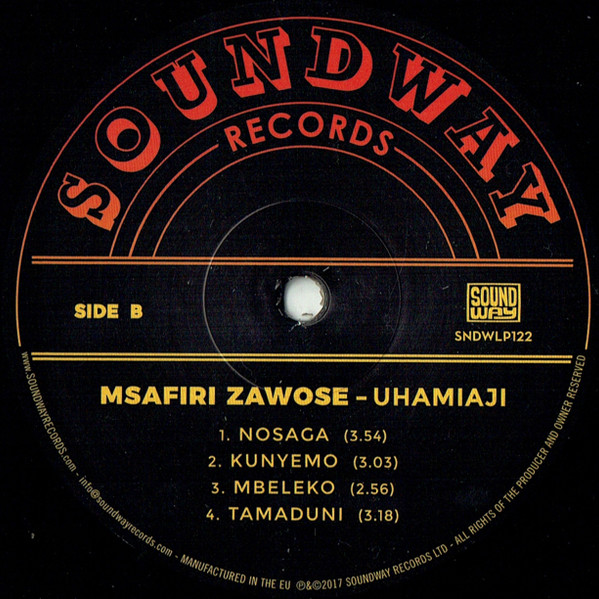 SOUNDWAY
RECORDS
SIDE B
SOUND
WAY
SNDWLP122
MSAFIRI ZAWOSE – UHAMIAJI
1. NOSAGA (3.54)
2. KUNYEMO (3.03)
3. MBELEKO (2.56)
4. TAMADUNI (3.18)
www.SOUNDWAYRECORDS.com - info@soundwayrecords.com - MANUFACTURED IN THE EU ℗&©2017 SOUNDWAY RECORDS LTD - ALL RIGHTS OF THE PRODUCER AND OWNER RESERVED